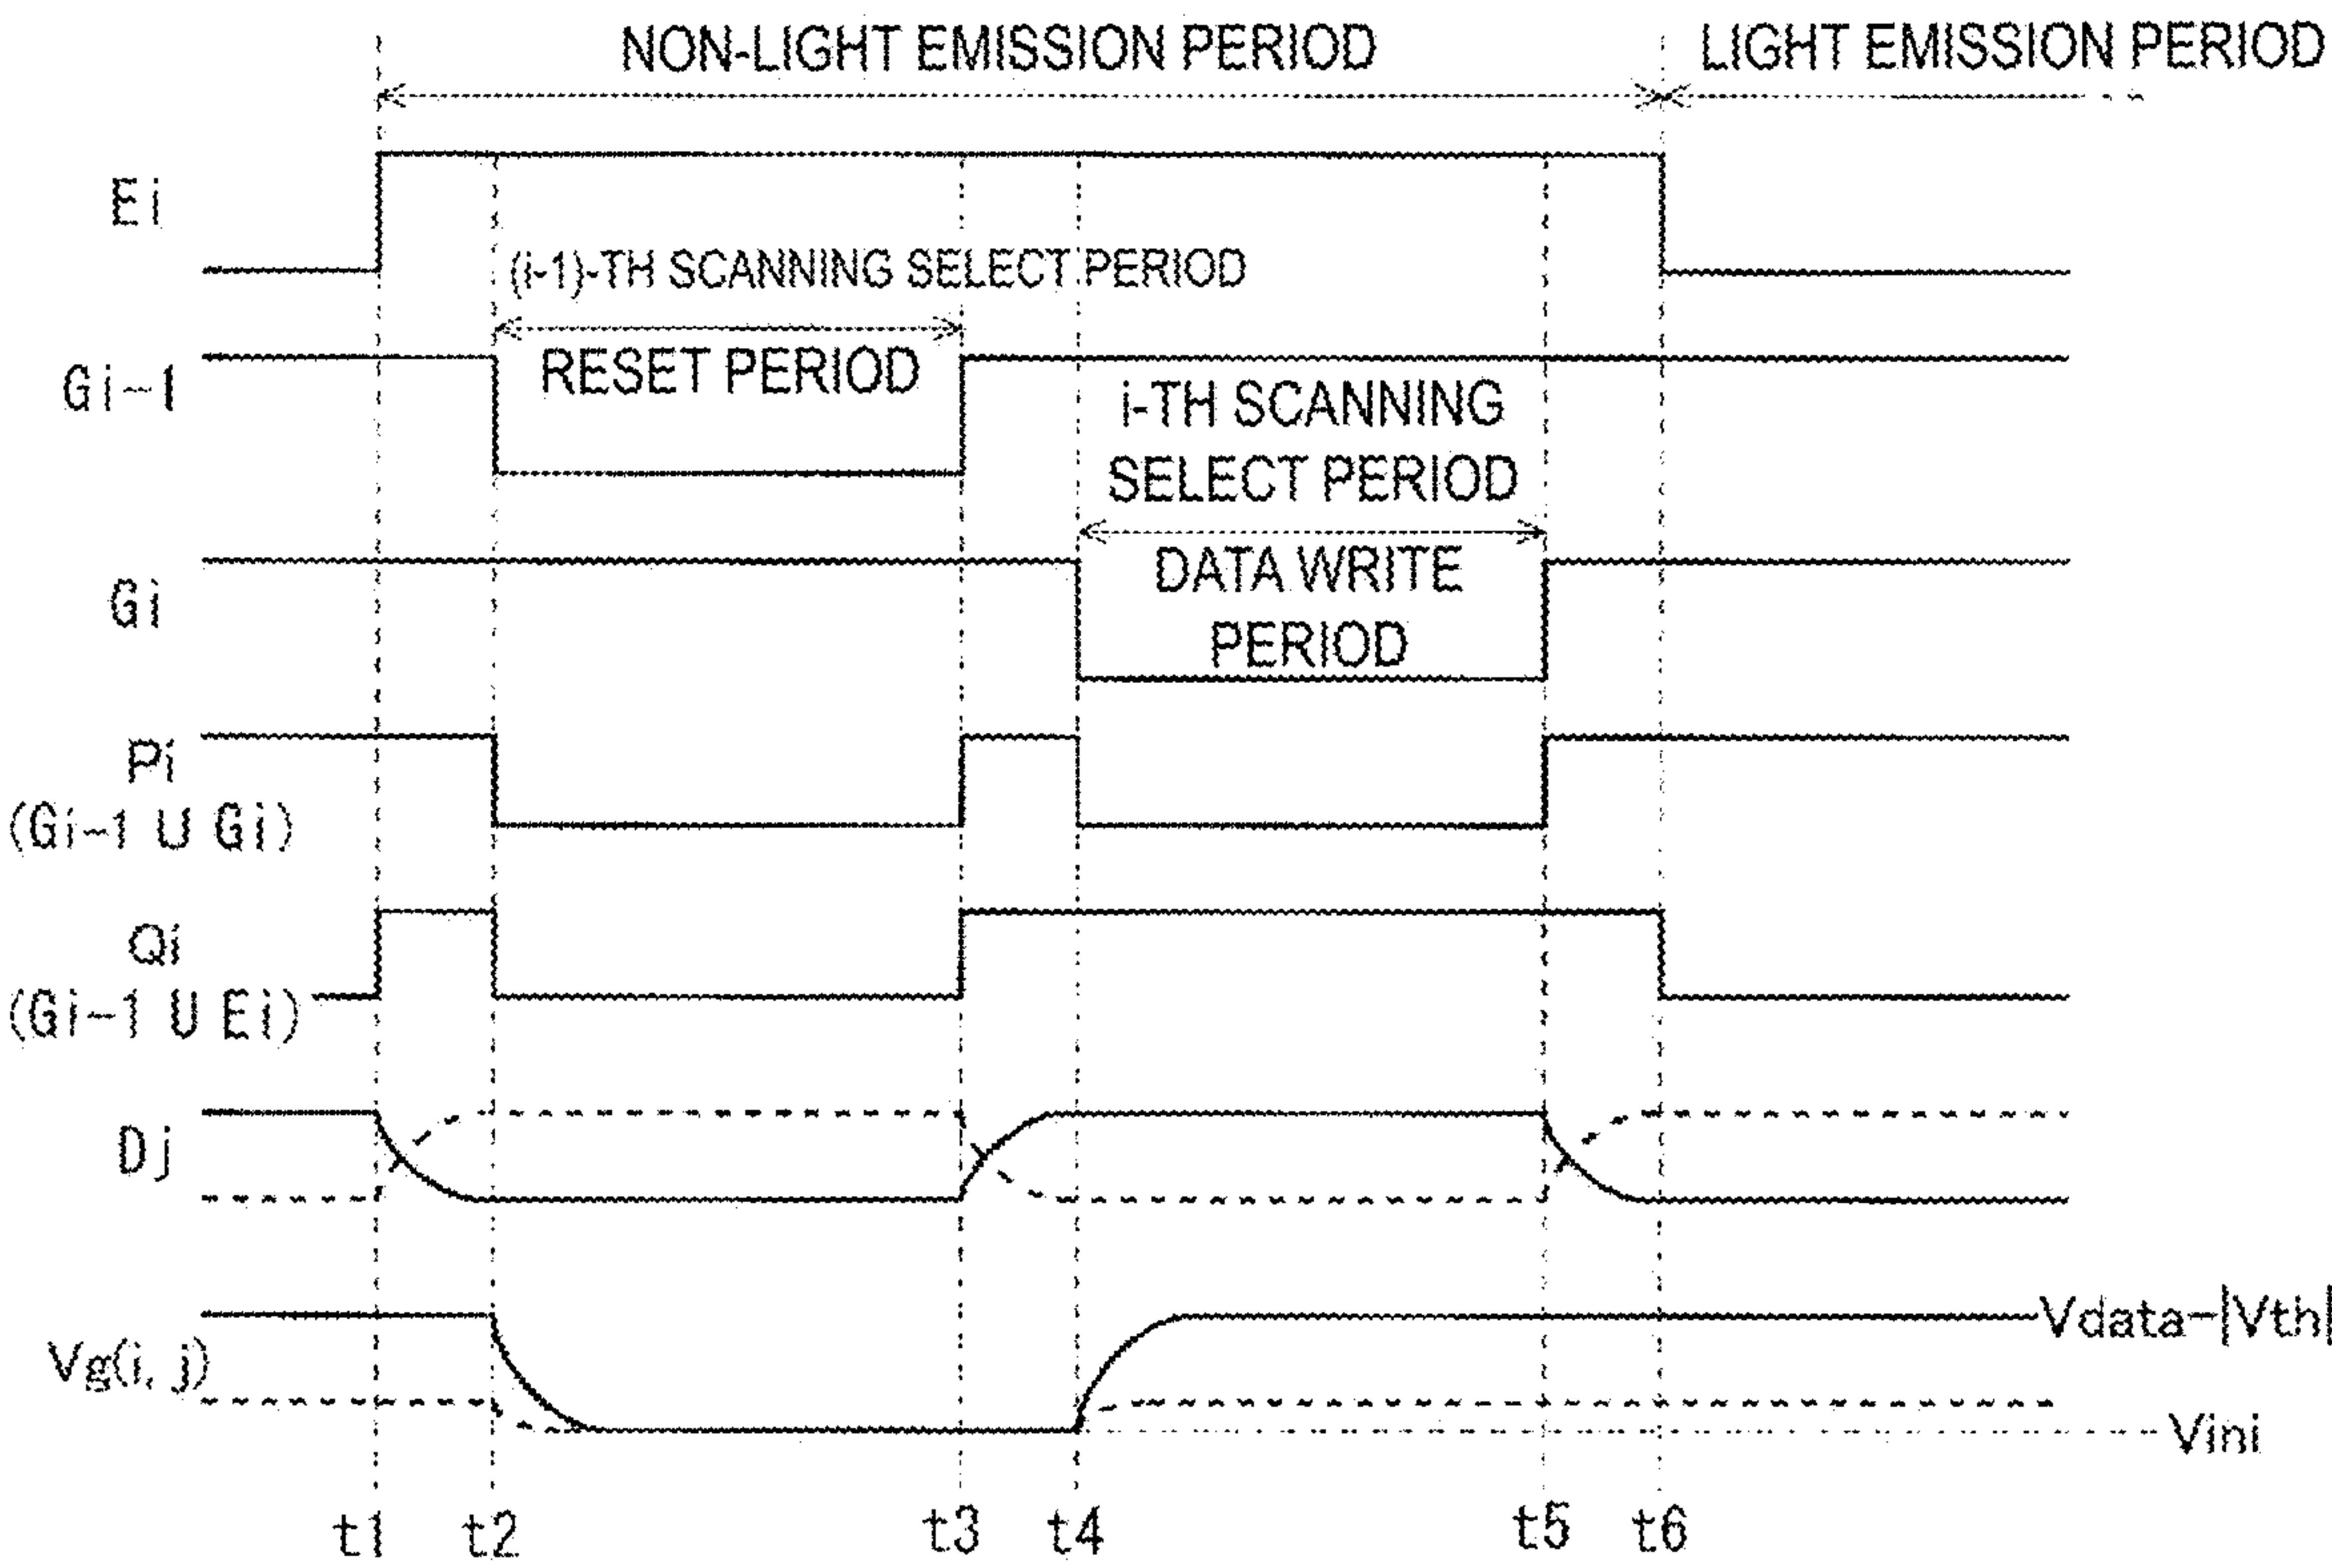 NON-LIGHT EMISSION PERIOD
LIGHT EMISSION PERIOD
Ei
(i-1)-TH SCANNING SELECT PERIOD
RESET PERIOD
Gi-1
i-TH SCANNING
SELECT PERIOD
DATA WRITE
PERIOD
Gi
Pi
(Gi-1 U Gi)
Qi
(Gi-1 U Ei)
Dj
Vdata-|Vth|
Vg(i, j)
Vini
t1 t2 t3 t4 t5 t6